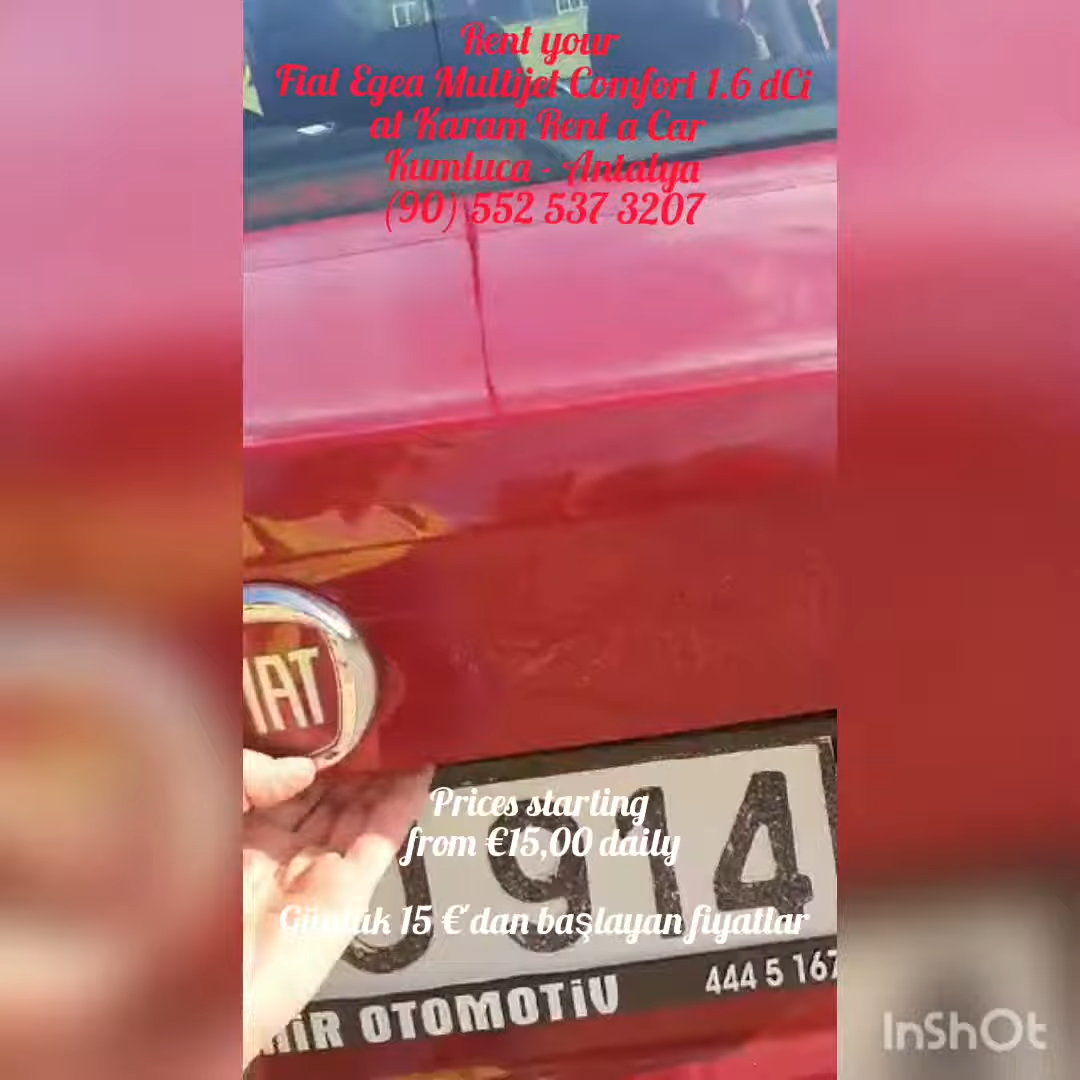 Rent your
Fiat Egea Multijet Comfort 1.6 dCi
at Karam Rent a Car
Kumluca - Antalya
(90) 552 537 3207
IAT
Prices starting
from €15,00 daily
914
Günlük 15 €'dan başlayan fiyatlar
OTOMOTİV 444 5 167
InShOt